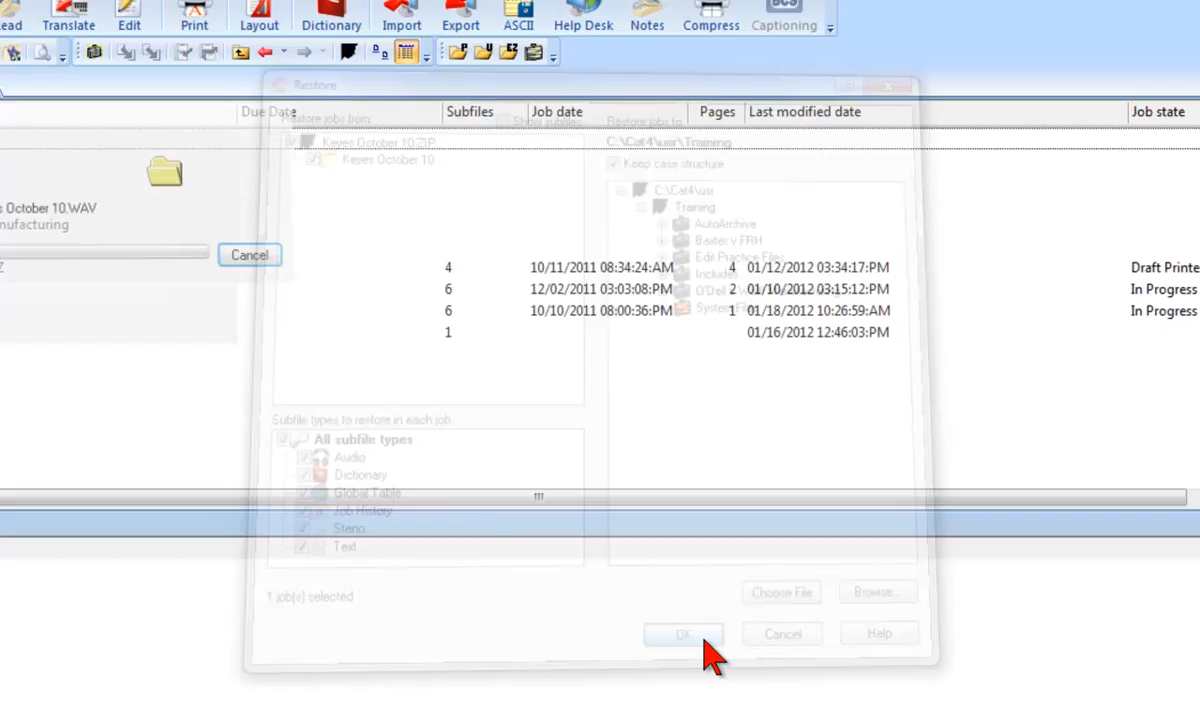 ead Translate Edit Print Layout Dictionary Import Export ASCII Help Desk Notes Compress Captioning
Restore
Due Date Subfiles Job date Pages Last modified date Job state
Restore jobs from: Show subfiles Restore jobs to:
Keyes October 10.ZIP C:\Cat4\usr\Training
Keyes October 10 Keep case structure
C:\Cat4\usr
Training
s October 10.WAV
nufacturing
AutoArchive
Baxter v FRH
Cancel
Edit Practice Files
Z
4 10/11/2011 08:34:24:AM 4 01/12/2012 03:34:17:PM Draft Printe
Includes
6 12/02/2011 03:03:08:PM 2 01/10/2012 03:15:12:PM In Progress
O'Dell
6 10/10/2011 08:00:36:PM 1 01/18/2012 10:26:59:AM In Progress
1 01/16/2012 12:46:03:PM
Subfile types to restore in each job
All subfile types
Audio
Dictionary
Global Table
Job History
Steno
Text
1 job(s) selected Choose File Browse...
OK Cancel Help